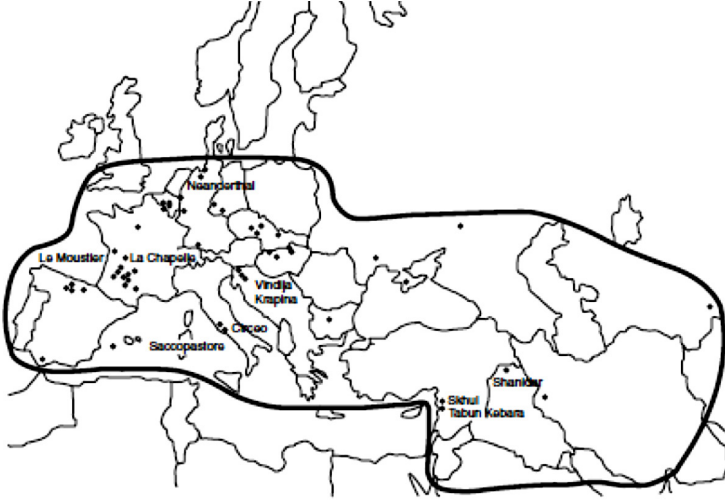 Neanderthal
Le Moustier
La Chapelle
Vindija
Krapina
Circeo
Saccopastore
Shanidar
Skhul
Tabun Kebara